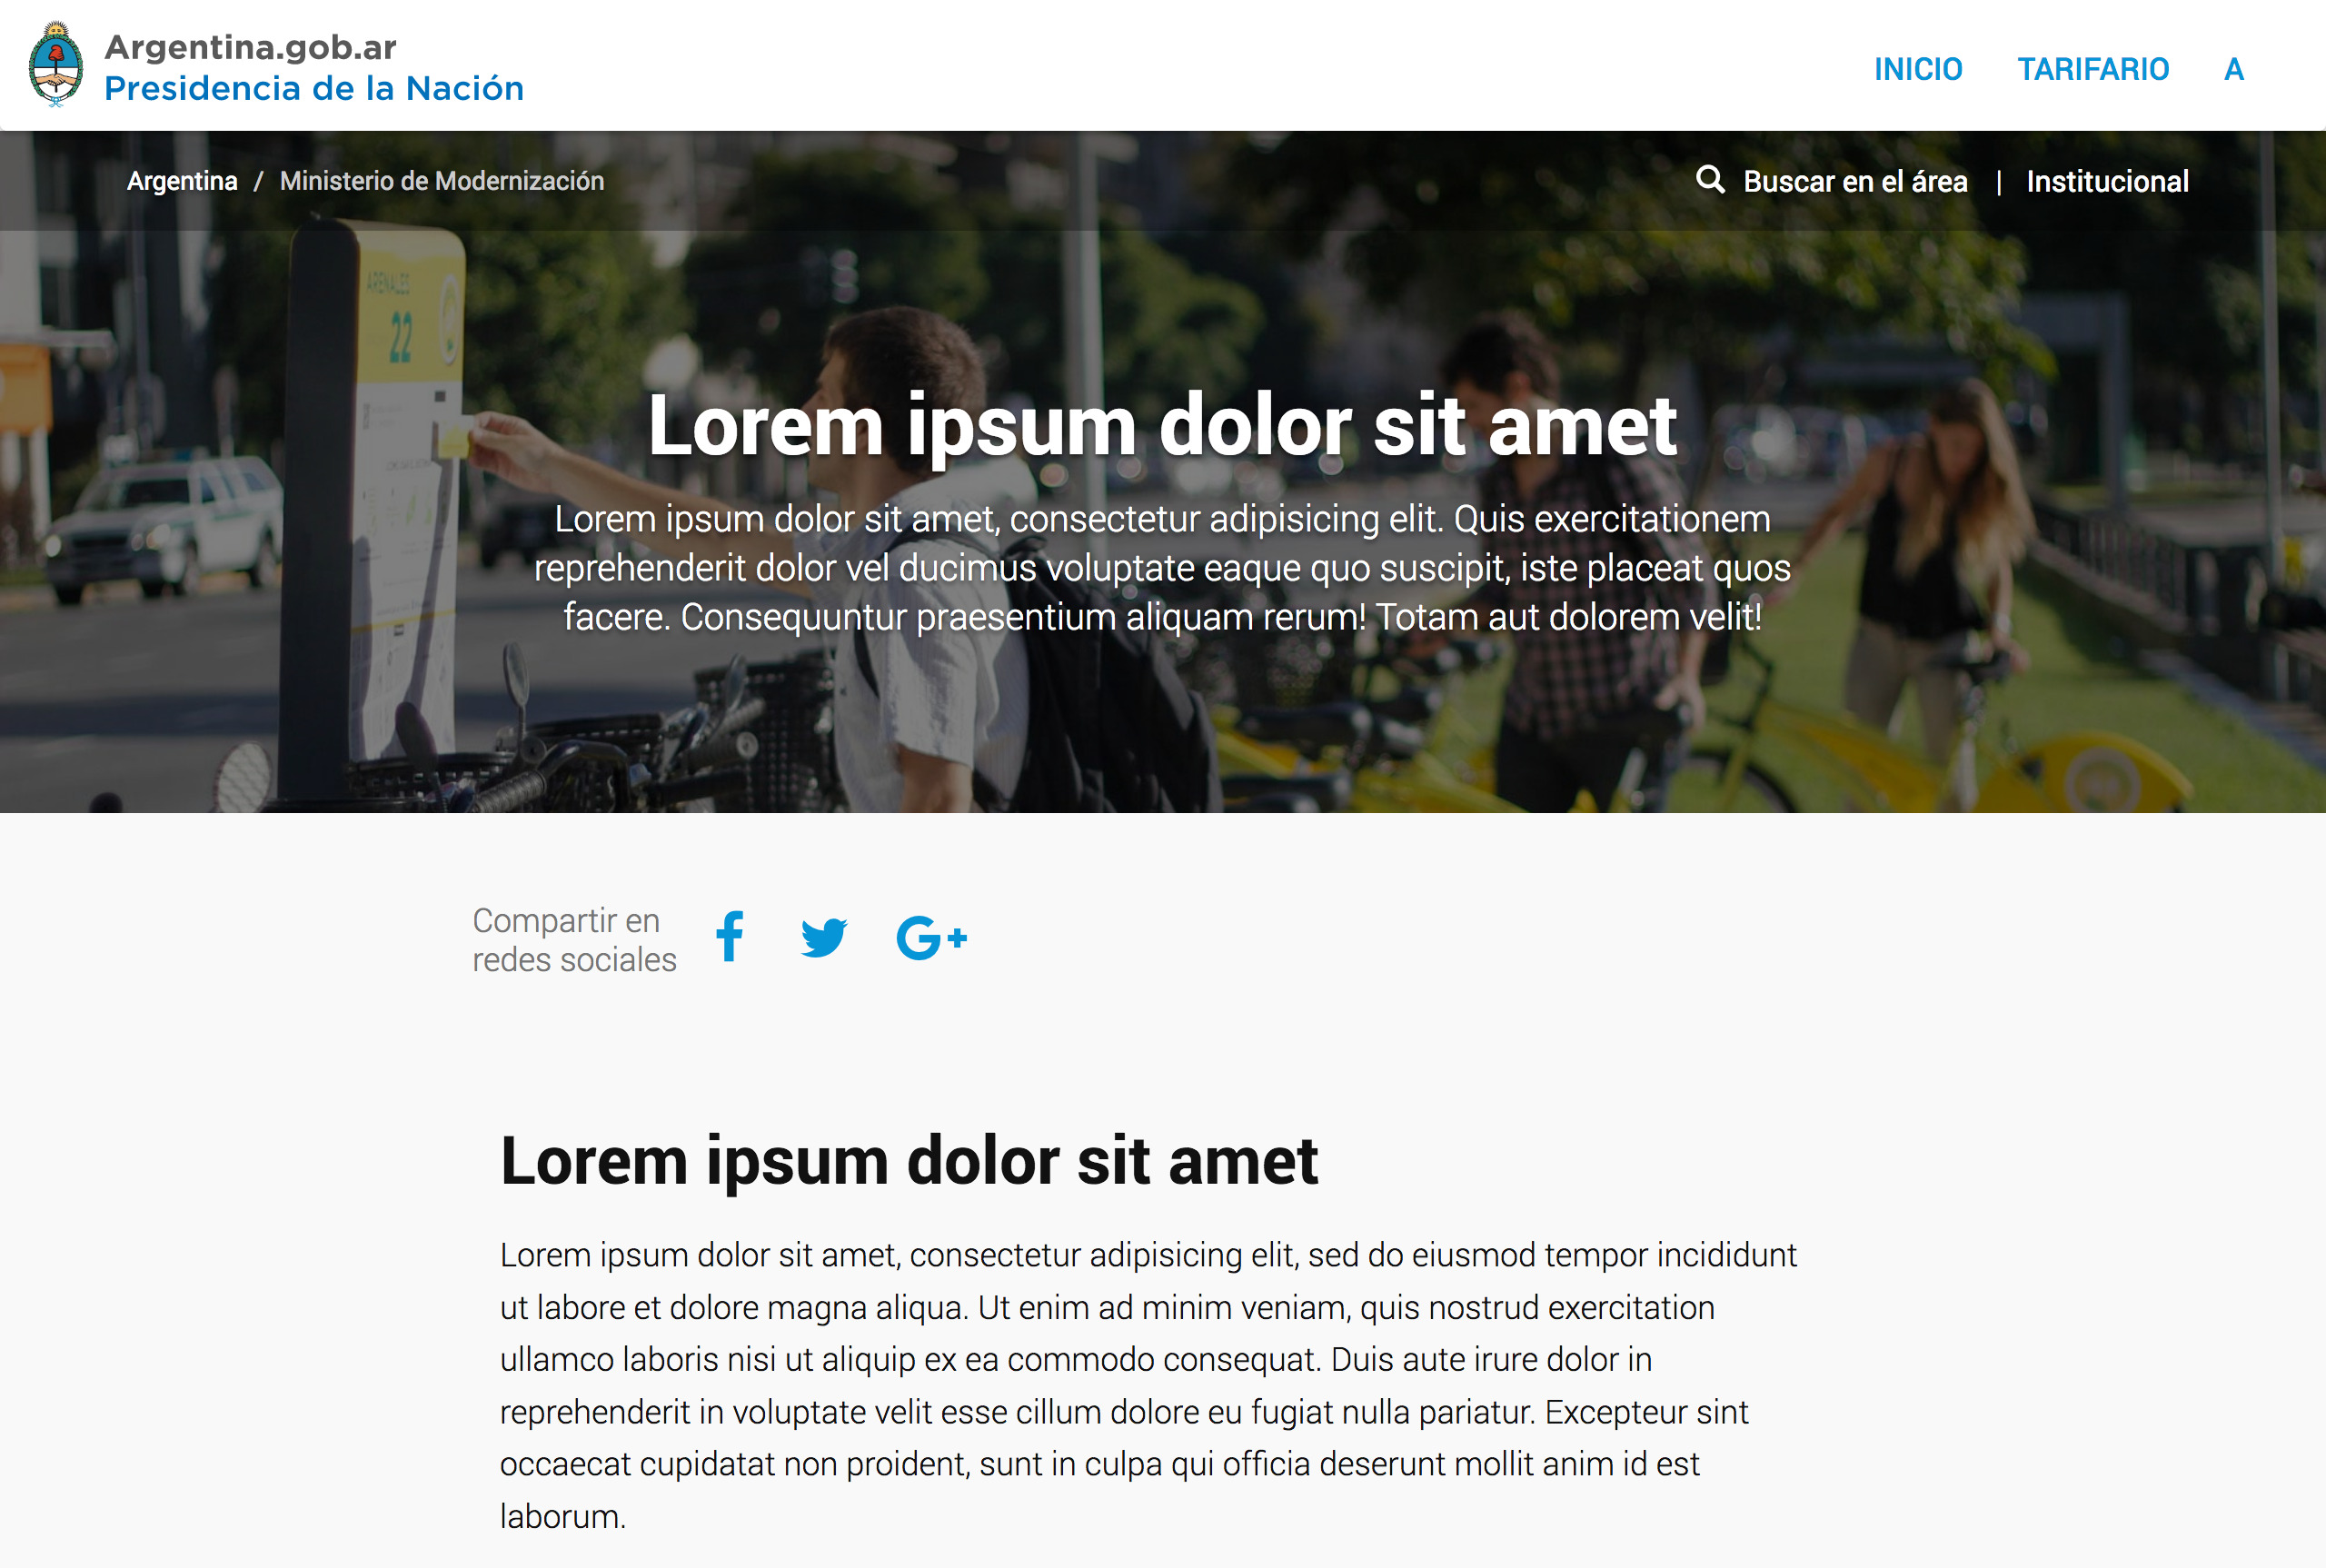 Argentina.gob.ar
Presidencia de la Nación
INICIO TARIFARIO A
Argentina / Ministerio de Modernización
Buscar en el área | Institucional
ARENALES
22
Lorem ipsum dolor sit amet
Lorem ipsum dolor sit amet, consectetur adipisicing elit. Quis exercitationem
reprehenderit dolor vel ducimus voluptate eaque quo suscipit, iste placeat quos
facere. Consequuntur praesentium aliquam rerum! Totam aut dolorem velit!
Compartir en
redes sociales
Lorem ipsum dolor sit amet
Lorem ipsum dolor sit amet, consectetur adipisicing elit, sed do eiusmod tempor incididunt
ut labore et dolore magna aliqua. Ut enim ad minim veniam, quis nostrud exercitation
ullamco laboris nisi ut aliquip ex ea commodo consequat. Duis aute irure dolor in
reprehenderit in voluptate velit esse cillum dolore eu fugiat nulla pariatur. Excepteur sint
occaecat cupidatat non proident, sunt in culpa qui officia deserunt mollit anim id est
laborum.